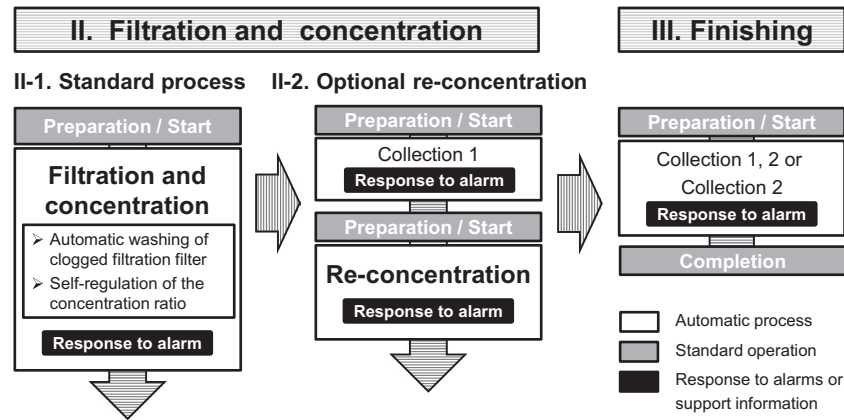 II. Filtration and concentration
II-1. Standard process
Preparation / Start
Filtration and
concentration
➢ Automatic washing of
clogged filtration filter
➢ Self-regulation of the
concentration ratio
Response to alarm
II-2. Optional re-concentration
Preparation / Start
Collection 1
Response to alarm
Preparation / Start
Re-concentration
Response to alarm
III. Finishing
Preparation / Start
Collection 1, 2 or
Collection 2
Response to alarm
Completion
Automatic process
Standard operation
Response to alarms or
support information